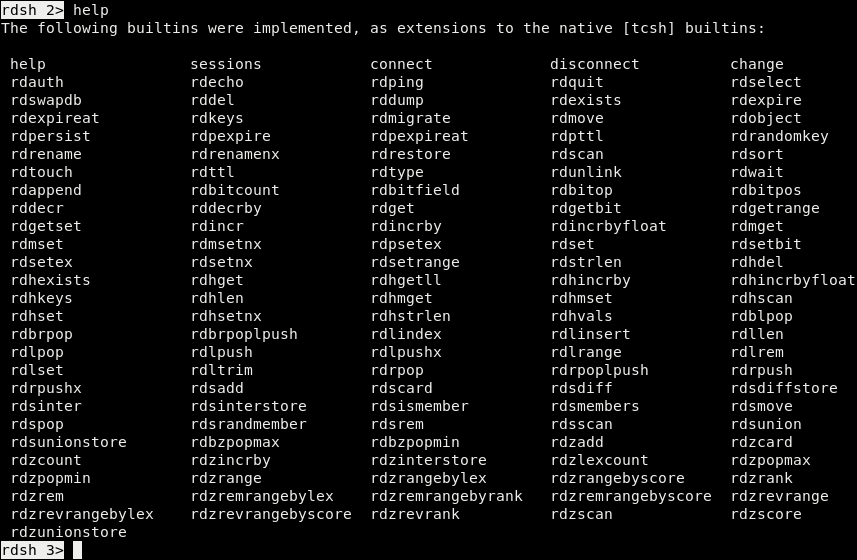 rdsh 2> help
The following builtins were implemented, as extensions to the native [tcsh] builtins:
help sessions connect disconnect change
rdauth rdecho rdping rdquit rdselect
rdswapdb rddel rddump rdexists rdexpire
rdexpireat rdkeys rdmigrate rdmove rdobject
rdpersist rdpexpire rdpexpireat rdpttl rdrandomkey
rdrename rdrenamenx rdrestore rdscan rdsort
rdtouch rdttl rdtype rdunlink rdwait
rdappend rdbitcount rdbitfield rdbitop rdbitpos
rddecr rddecrby rdget rdgetbit rdgetrange
rdgetset rdincr rdincrby rdincrbyfloat rdmget
rdmset rdmsetnx rdpsetex rdset rdsetbit
rdsetex rdsetnx rdsetrange rdstrlen rdhdel
rdhexists rdhget rdhgetll rdhincrby rdhincrbyfloat
rdhkeys rdhlen rdhmget rdhmset rdhscan
rdhset rdhsetnx rdhstrlen rdhvals rdblpop
rdbrpop rdbrpoplpush rdlindex rdlinsert rdllen
rdlpop rdlpush rdlpushx rdlrange rdlrem
rdlset rdltrim rdrpop rdrpoplpush rdrpush
rdrpushx rdsadd rdscard rdsdiff rdsdiffstore
rdsinter rdsinterstore rdsismember rdsmembers rdsmove
rdspop rdsrandmember rdsrem rdsscan rdsunion
rdsunionstore rdbzpopmax rdbzpopmin rdzadd rdzcard
rdzcount rdzincrby rdzinterstore rdzlexcount rdzpopmax
rdzpopmin rdzrange rdzrangebylex rdzrangebyscore rdzrank
rdzrem rdzremrangebylex rdzremrangebyrank rdzremrangebyscore rdzrevrange
rdzrevrangebylex rdzrevrangebyscore rdzrevrank rdzscan rdzscore
rdzunionstore
rdsh 3>